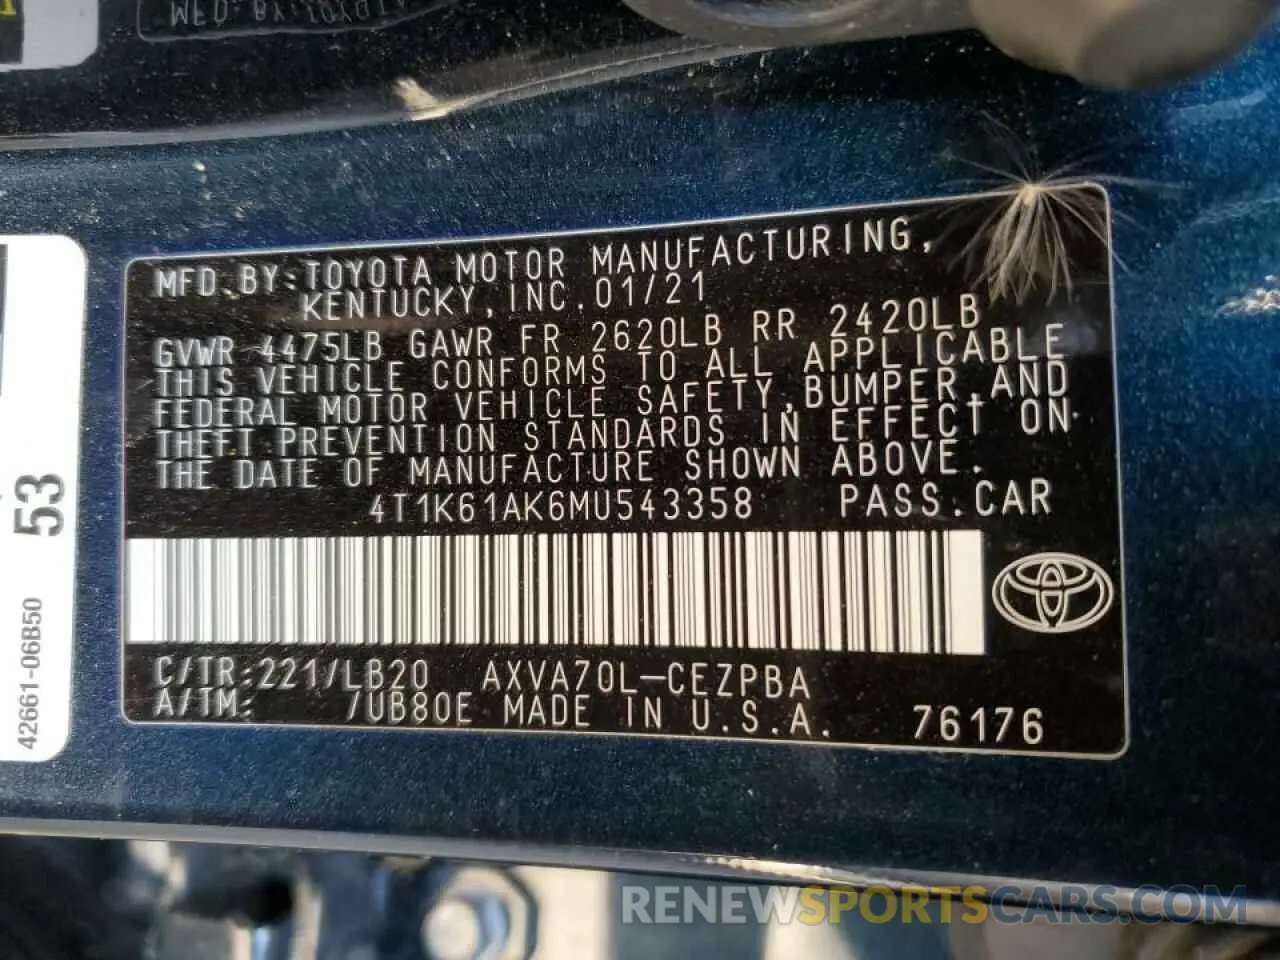 MFD. BY: TOYOTA MOTOR MANUFACTURING,
KENTUCKY, INC. 01/21
GVWR 4475LB GAWR FR 2620LB RR 2420LB
THIS VEHICLE CONFORMS TO ALL APPLICABLE
FEDERAL MOTOR VEHICLE SAFETY, BUMPER, AND
THEFT PREVENTION STANDARDS IN EFFECT ON
THE DATE OF MANUFACTURE SHOWN ABOVE.
4T1K61AK6MU543358 PASS. CAR
C/TR: 221/LB20 AXVA70L-CEZPBA
A/TM: /UB80E MADE IN U.S.A. 76176
53
42661-06B50
RENEWSPORTSCARS.COM